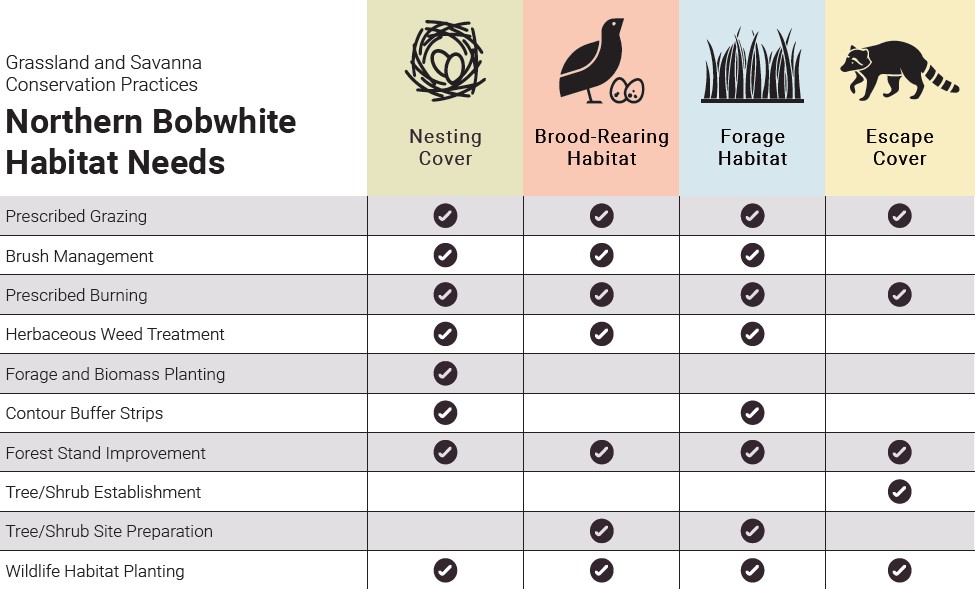 Grassland and Savanna
Conservation Practices
Northern Bobwhite
Habitat Needs
Nesting
Cover
Brood-Rearing
Habitat
Forage
Habitat
Escape
Cover
Prescribed Grazing
Brush Management
Prescribed Burning
Herbaceous Weed Treatment
Forage and Biomass Planting
Contour Buffer Strips
Forest Stand Improvement
Tree/Shrub Establishment
Tree/Shrub Site Preparation
Wildlife Habitat Planting